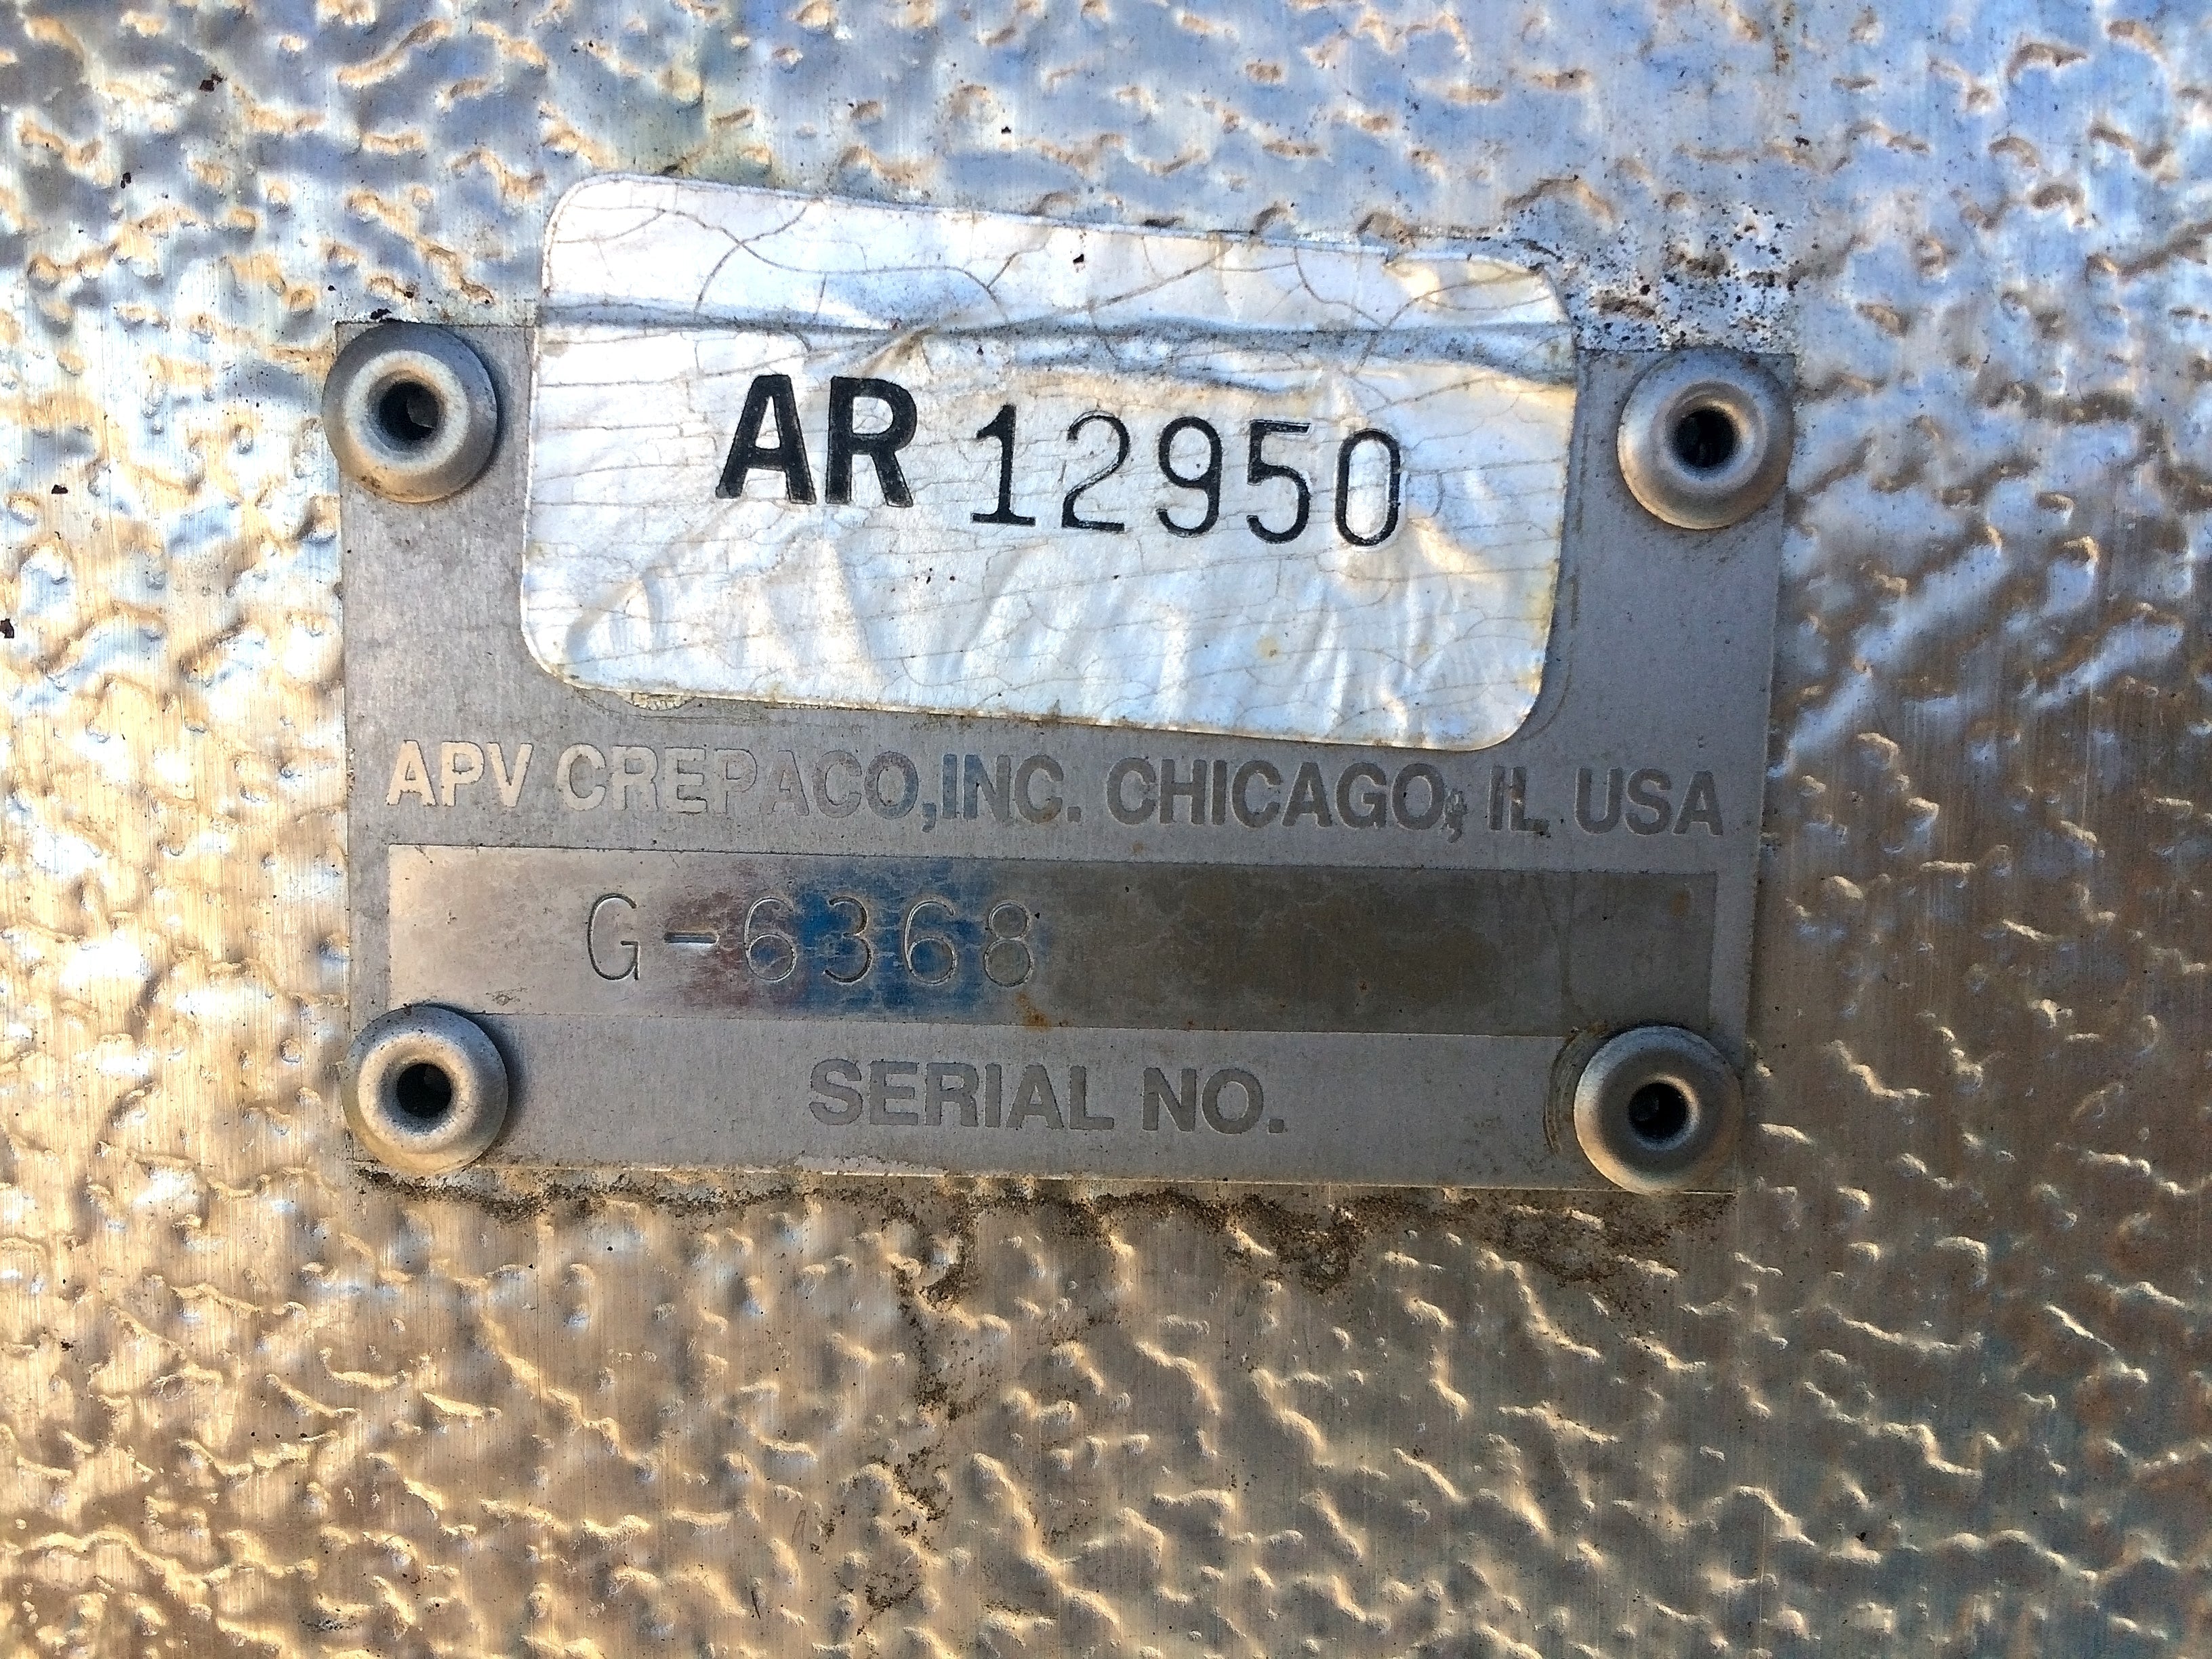 AR 12950
APV CREPACO, INC. CHICAGO, IL USA
G-6368
SERIAL NO.